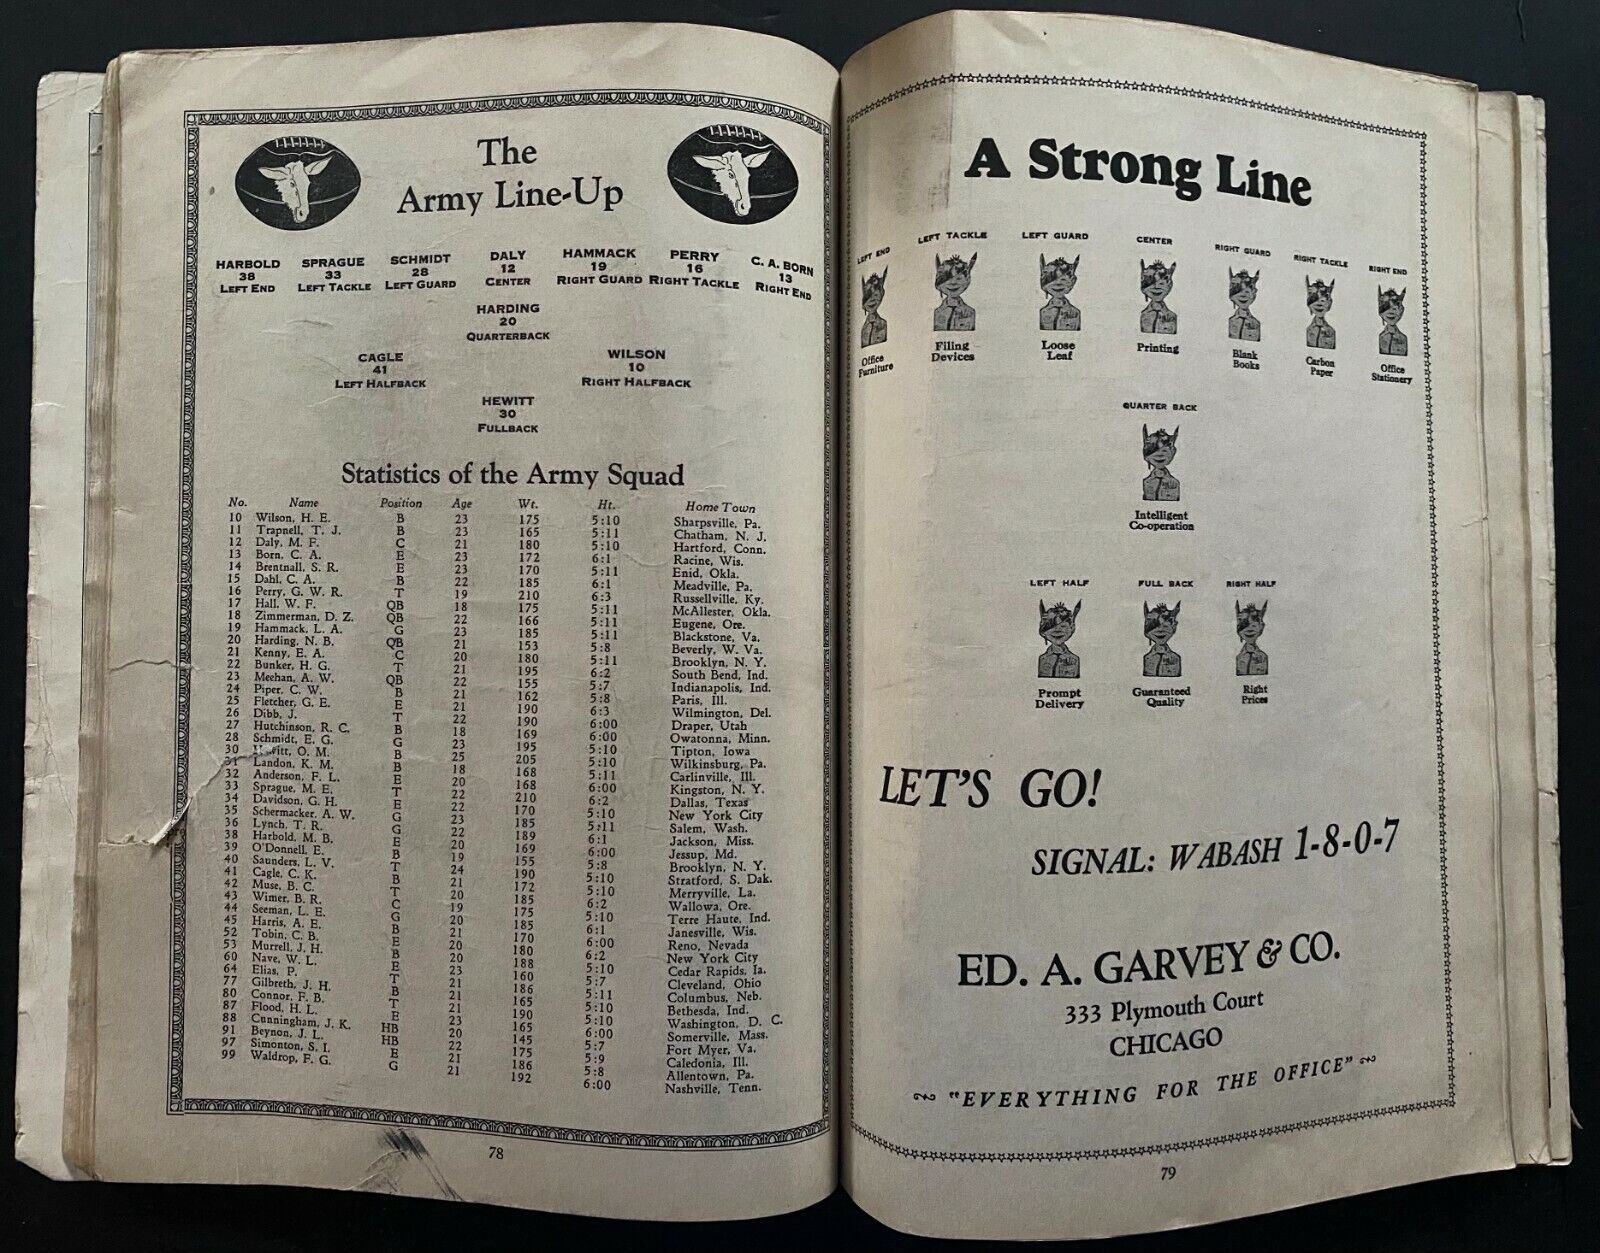 The
Army Line-Up
HARBOLD SPRAGUE SCHMIDT DALY HAMMACK PERRY C. A. BORN
38 33 28 12 19 16 13
LEFT END LEFT TACKLE LEFT GUARD CENTER RIGHT GUARD RIGHT TACKLE RIGHT END
HARDING
20
QUARTERBACK
CAGLE WILSON
41 10
LEFT HALFBACK RIGHT HALFBACK
HEWITT
30
FULLBACK
Statistics of the Army Squad
No. Name Position Age Wt. Ht. Home Town
10 Wilson, H. E. B 23 175 5:10 Sharpsville, Pa.
11 Trapnell, T. J. B 23 165 5:11 Chatham, N. J.
12 Daly, M. F. C 21 180 5:10 Hartford, Conn.
13 Born, C. A. E 23 172 6:1 Racine, Wis.
14 Brentnall, S. R. E 23 170 5:11 Enid, Okla.
15 Dahl, C. A. B 22 185 6:1 Meadville, Pa.
16 Perry, G. W. R. T 19 210 6:3 Russellville, Ky.
17 Hall, W. F. QB 18 175 5:11 McAllester, Okla.
18 Zimmerman, D. Z. QB 22 166 5:11 Eugene, Ore.
19 Hammack, L. A. G 23 185 5:11 Blackstone, Va.
20 Harding, N. B. QB 21 153 5:8 Beverly, W. Va.
21 Kenny, E. A. C 20 180 5:11 Brooklyn, N. Y.
22 Bunker, H. G. T 21 195 6:2 South Bend, Ind.
23 Meehan, A. W. QB 22 155 5:7 Indianapolis, Ind.
24 Piper, C. W. B 21 162 5:8 Paris, Ill.
25 Fletcher, G. E. E 21 190 6:3 Wilmington, Del.
26 Dibb, J. T 22 190 6:00 Draper, Utah
27 Hutchinson, R. C. B 18 169 6:00 Owatonna, Minn.
28 Schmidt, E. G. G 23 195 5:10 Tipton, Iowa
30 Hewitt, O. M. B 25 205 5:10 Wilkinsburg, Pa.
31 Landon, K. M. B 18 168 5:11 Carlinville, Ill.
32 Anderson, F. L. E 20 168 6:00 Kingston, N. Y.
33 Sprague, M. E. T 22 210 6:2 Dallas, Texas
34 Davidson, G. H. E 22 170 5:10 New York City
35 Schermacker, A. W. G 23 185 5:11 Salem, Wash.
36 Lynch, T. R. G 22 189 6:1 Jackson, Miss.
38 Harbold, M. B. E 20 169 6:00 Jessup, Md.
39 O'Donnell, E. B 19 155 5:8 Brooklyn, N. Y.
40 Saunders, L. V. T 24 190 5:10 Stratford, S. Dak.
41 Cagle, C. K. B 21 172 5:10 Merryville, La.
42 Muse, B. C. T 20 185 6:2 Wallowa, Ore.
43 Wimer, B. R. C 19 175 5:10 Terre Haute, Ind.
44 Seeman, L. E. G 20 185 6:1 Janesville, Wis.
45 Harris, A. E. B 21 170 6:00 Reno, Nevada
52 Tobin, C. B. E 20 180 6:2 New York City
53 Murrell, J. H. B 20 188 5:10 Cedar Rapids, Ia.
60 Nave, W. L. E 23 160 5:7 Cleveland, Ohio
64 Elias, P. T 21 186 5:11 Columbus, Neb.
77 Gilbreth, J. H. B 21 165 5:10 Bethesda, Ind.
80 Connor, F. B. T 21 190 5:10 Washington, D. C.
87 Flood, H. L. E 23 165 6:00 Somerville, Mass.
88 Cunningham, J. K. HB 20 145 5:7 Fort Myer, Va.
91 Beynon, J. L. HB 22 175 5:9 Caledonia, Ill.
97 Simonton, S. I. E 21 186 5:8 Allentown, Pa.
99 Waldrop, F. G. G 21 192 6:00 Nashville, Tenn.
78
A Strong Line
LEFT END LEFT TACKLE LEFT GUARD CENTER RIGHT GUARD RIGHT TACKLE RIGHT END
Office Filing Loose Printing Blank Carbon Office
Furniture Devices Leaf Books Paper Stationery
QUARTER BACK
Intelligent
Co-operation
LEFT HALF FULL BACK RIGHT HALF
Prompt Guaranteed Right
Delivery Quality Prices
LET'S GO!
SIGNAL: WABASH 1-8-0-7
ED. A. GARVEY & CO.
333 Plymouth Court
CHICAGO
"EVERYTHING FOR THE OFFICE"
79